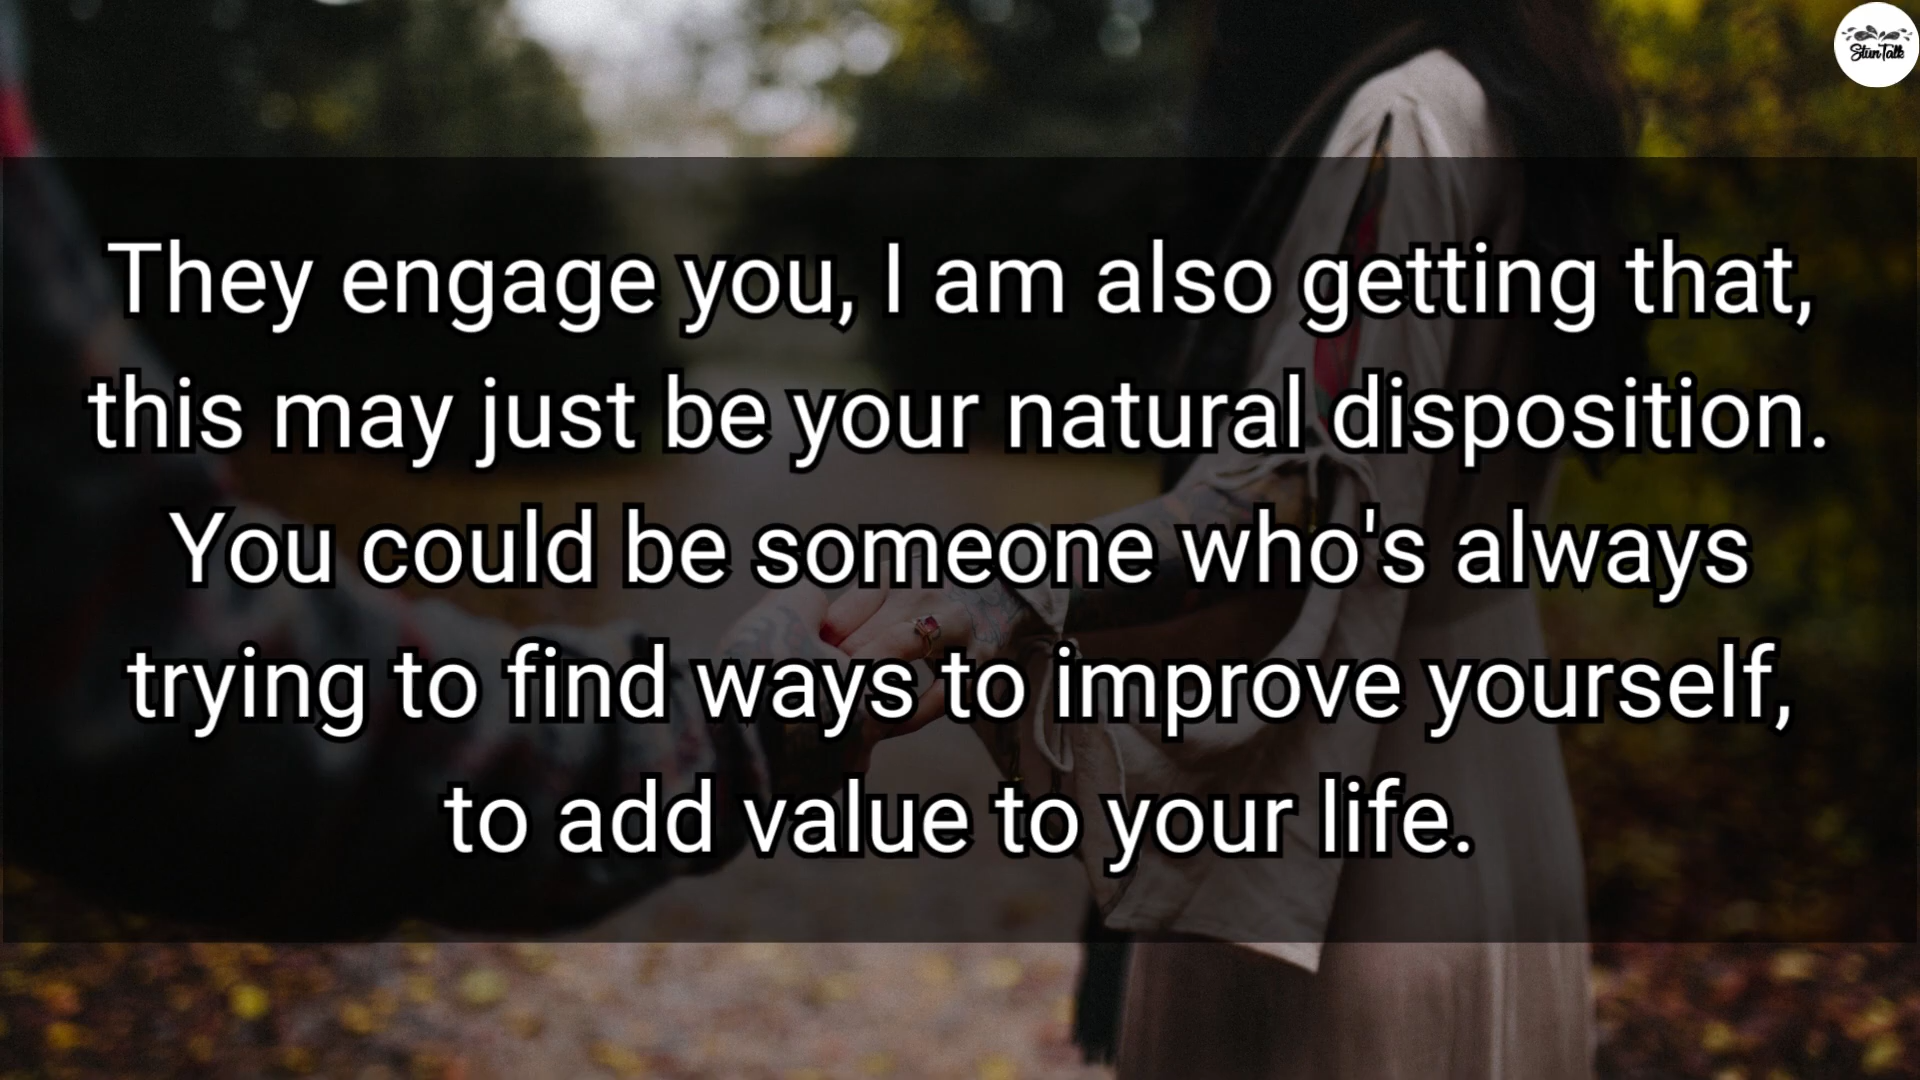 StunTalk
They engage you, I am also getting that,
this may just be your natural disposition.
You could be someone who's always
trying to find ways to improve yourself,
to add value to your life.